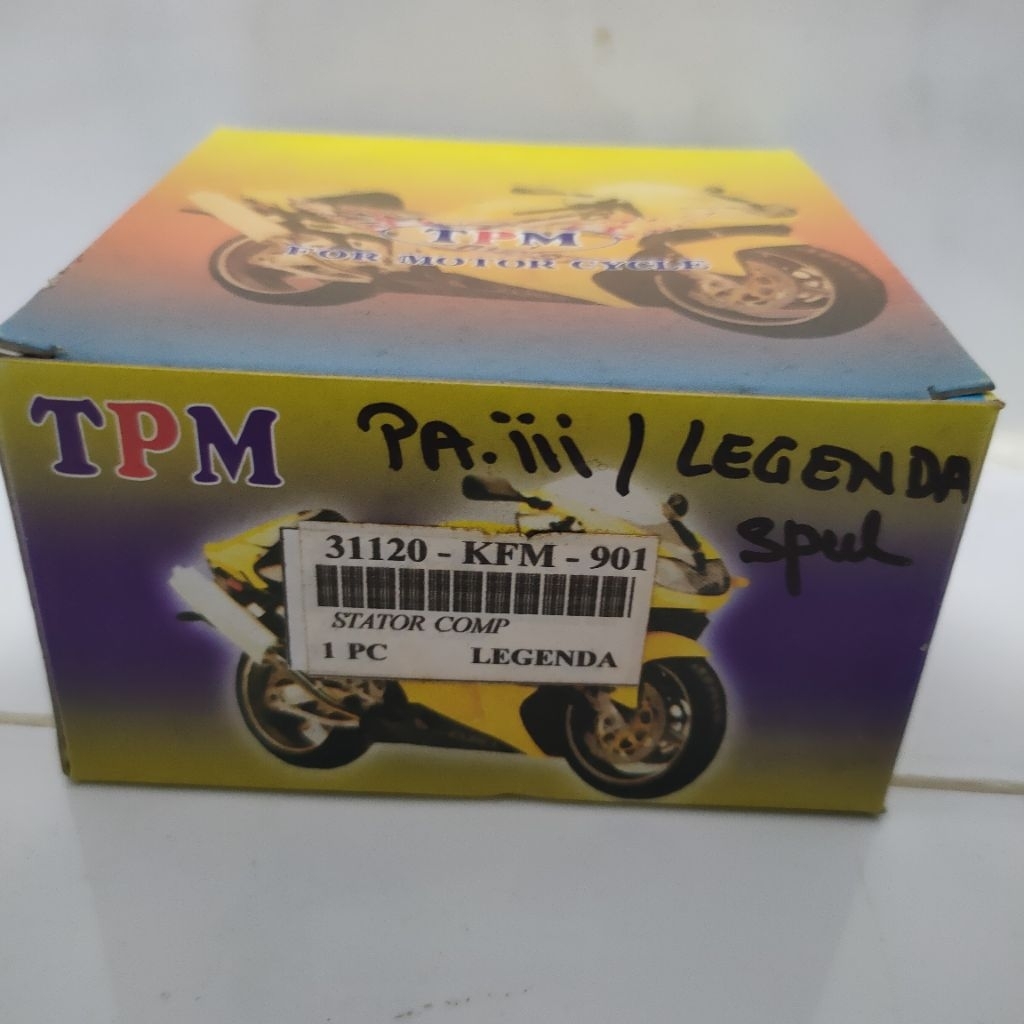 TPM
FOR MOTOR CYCLE
TPM
PA.iii / LEGENDA
spul
31120 - KFM - 901
STATOR COMP
1 PC LEGENDA